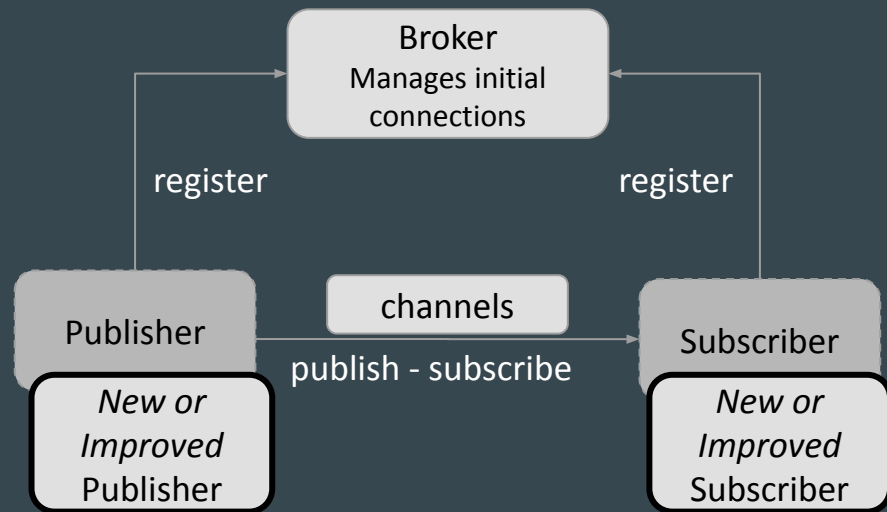 Broker
Manages initial
connections
register
register
Publisher
channels
publish - subscribe
Subscriber
New or
Improved
Publisher
New or
Improved
Subscriber